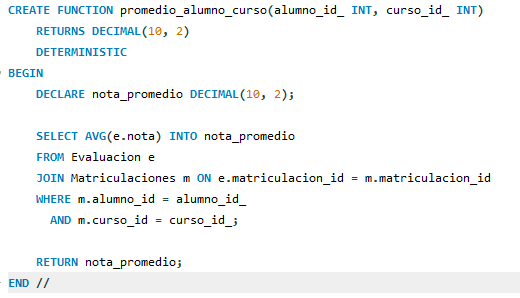 CREATE FUNCTION promedio_alumno_curso(alumno_id_ INT, curso_id_ INT)
    RETURNS DECIMAL(10, 2)
    DETERMINISTIC
BEGIN
    DECLARE nota_promedio DECIMAL(10, 2);

    SELECT AVG(e.nota) INTO nota_promedio
    FROM Evaluacion e
    JOIN Matriculaciones m ON e.matriculacion_id = m.matriculacion_id
    WHERE m.alumno_id = alumno_id_
      AND m.curso_id = curso_id_;

    RETURN nota_promedio;
END //